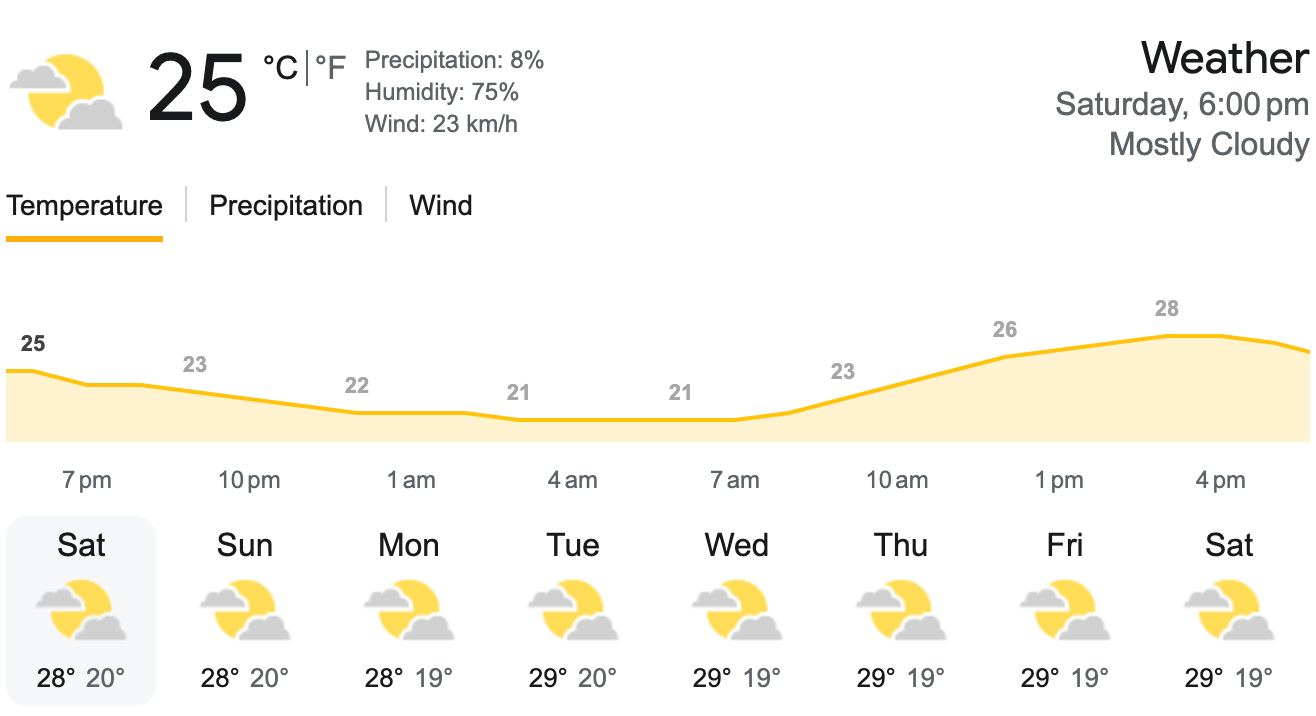 25 °C | °F
Precipitation: 8%
Humidity: 75%
Wind: 23 km/h
Weather
Saturday, 6:00 pm
Mostly Cloudy
Temperature | Precipitation | Wind
25 23 22 21 21 23 26 28
7 pm 10 pm 1 am 4 am 7 am 10 am 1 pm 4 pm
Sat Sun Mon Tue Wed Thu Fri Sat
28° 20° 28° 20° 28° 19° 29° 20° 29° 19° 29° 19° 29° 19° 29° 19°